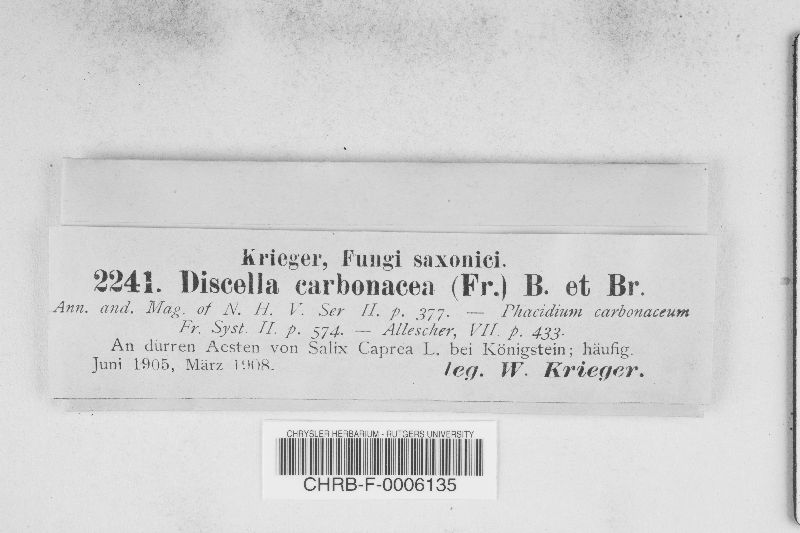 Krieger, Fungi saxonici.
2241. Discella carbonacea (Fr.) B. et Br.
Ann. and. Mag. of N. H. V. Ser II. p. 377. — Phacidium carbonaceum
Fr. Syst. II. p. 574. — Allescher, VII. p. 433.
An dürren Aesten von Salix Caprea L. bei Königstein; häufig.
Juni 1905, März 1908. leg. W. Krieger.
CHRYSLER HERBARIUM - RUTGERS UNIVERSITY
CHRB-F-0006135